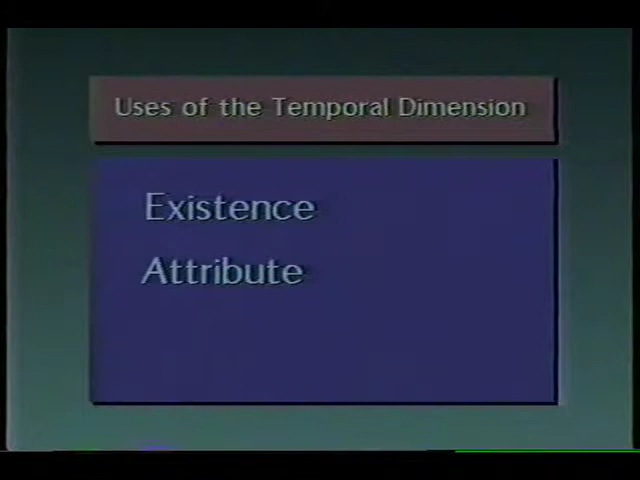 Uses of the Temporal Dimension
Existence
Attribute